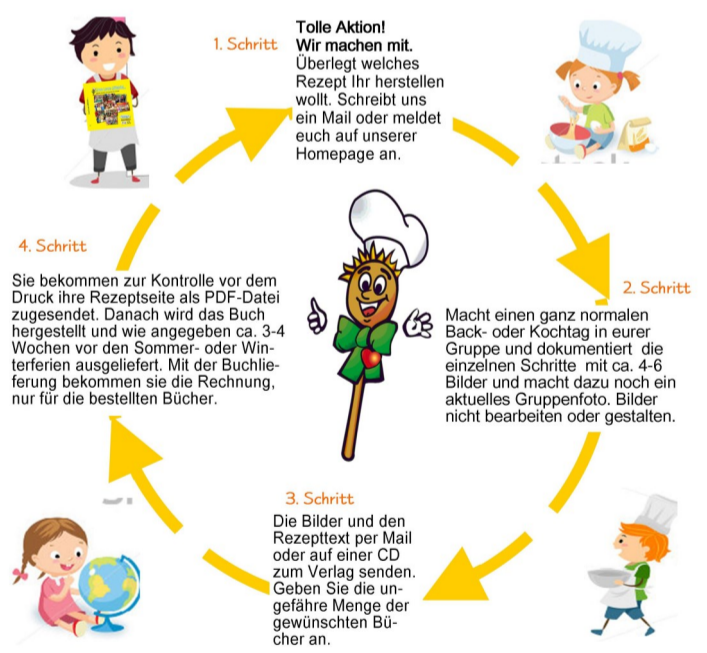 1. Schritt
Tolle Aktion!
Wir machen mit.
Überlegt welches
Rezept Ihr herstellen
wollt. Schreibt uns
ein Mail oder meldet
euch auf unserer
Homepage an.
2. Schritt
Macht einen ganz normalen
Back- oder Kochtag in eurer
Gruppe und dokumentiert die
einzelnen Schritte mit ca. 4-6
Bilder und macht dazu noch ein
aktuelles Gruppenfoto. Bilder
nicht bearbeiten oder gestalten.
3. Schritt
Die Bilder und den
Rezepttext per Mail
oder auf einer CD
zum Verlag senden.
Geben Sie die un-
gefähre Menge der
gewünschten Bü-
cher an.
4. Schritt
Sie bekommen zur Kontrolle vor dem
Druck ihre Rezeptseite als PDF-Datei
zugesendet. Danach wird das Buch
hergestellt und wie angegeben ca. 3-4
Wochen vor den Sommer- oder Win-
terferien ausgeliefert. Mit der Buchlie-
ferung bekommen sie die Rechnung,
nur für die bestellten Bücher.